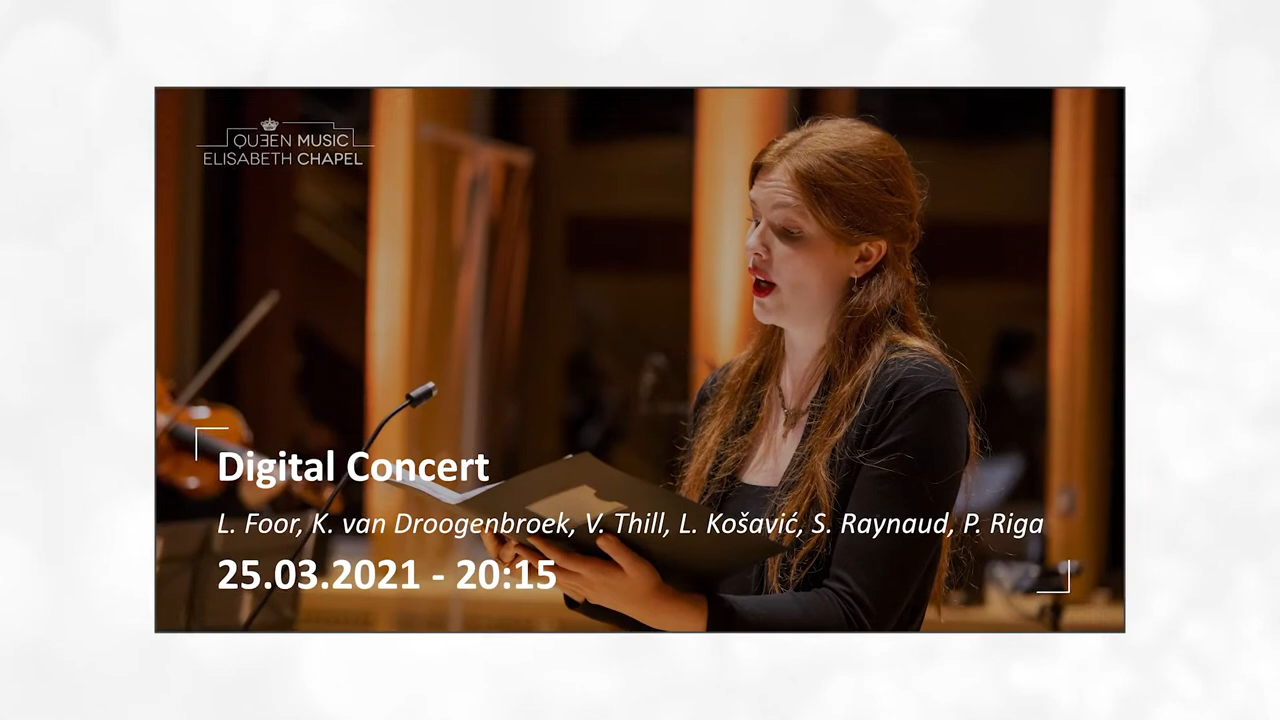 QUEEN MUSIC
ELISABETH CHAPEL
Digital Concert
L. Foor, K. van Droogenbroek, V. Thill, L. Košavić, S. Raynaud, P. Riga
25.03.2021 - 20:15